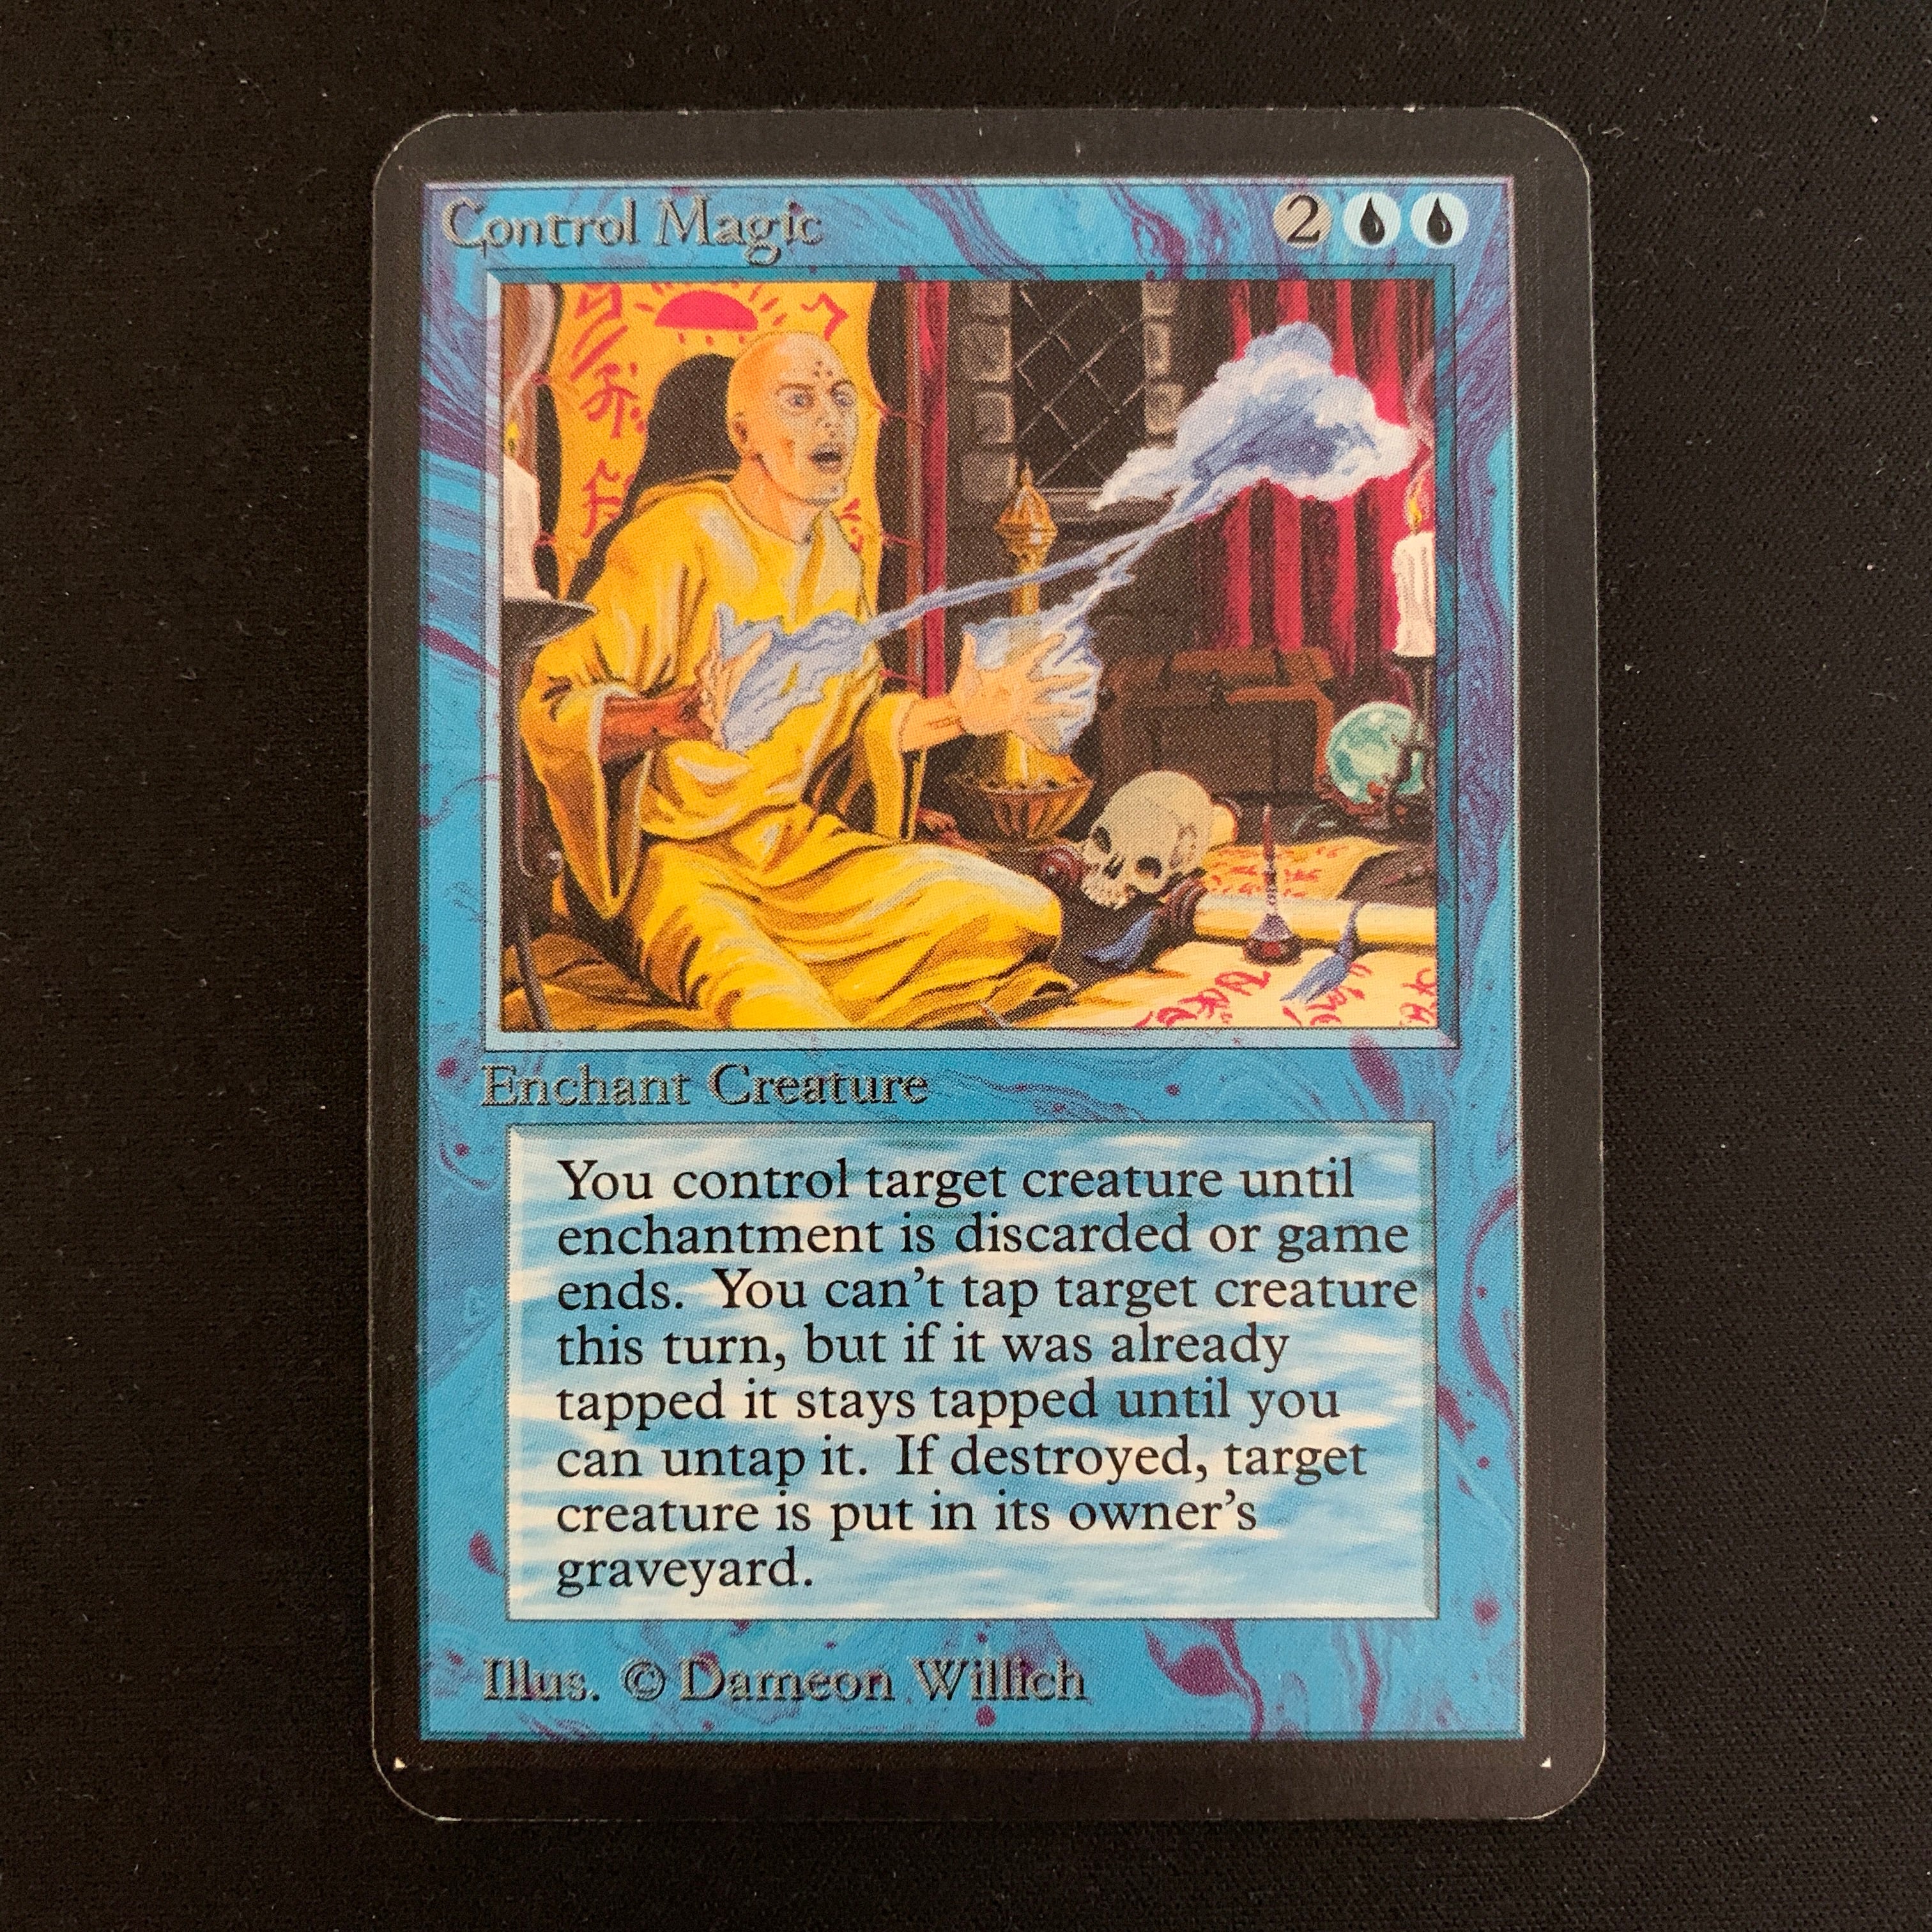 Control Magic 2
Enchant Creature
You control target creature until
enchantment is discarded or game
ends. You can't tap target creature
this turn, but if it was already
tapped it stays tapped until you
can untap it. If destroyed, target
creature is put in its owner's
graveyard.
Illus. © Dameon Willich